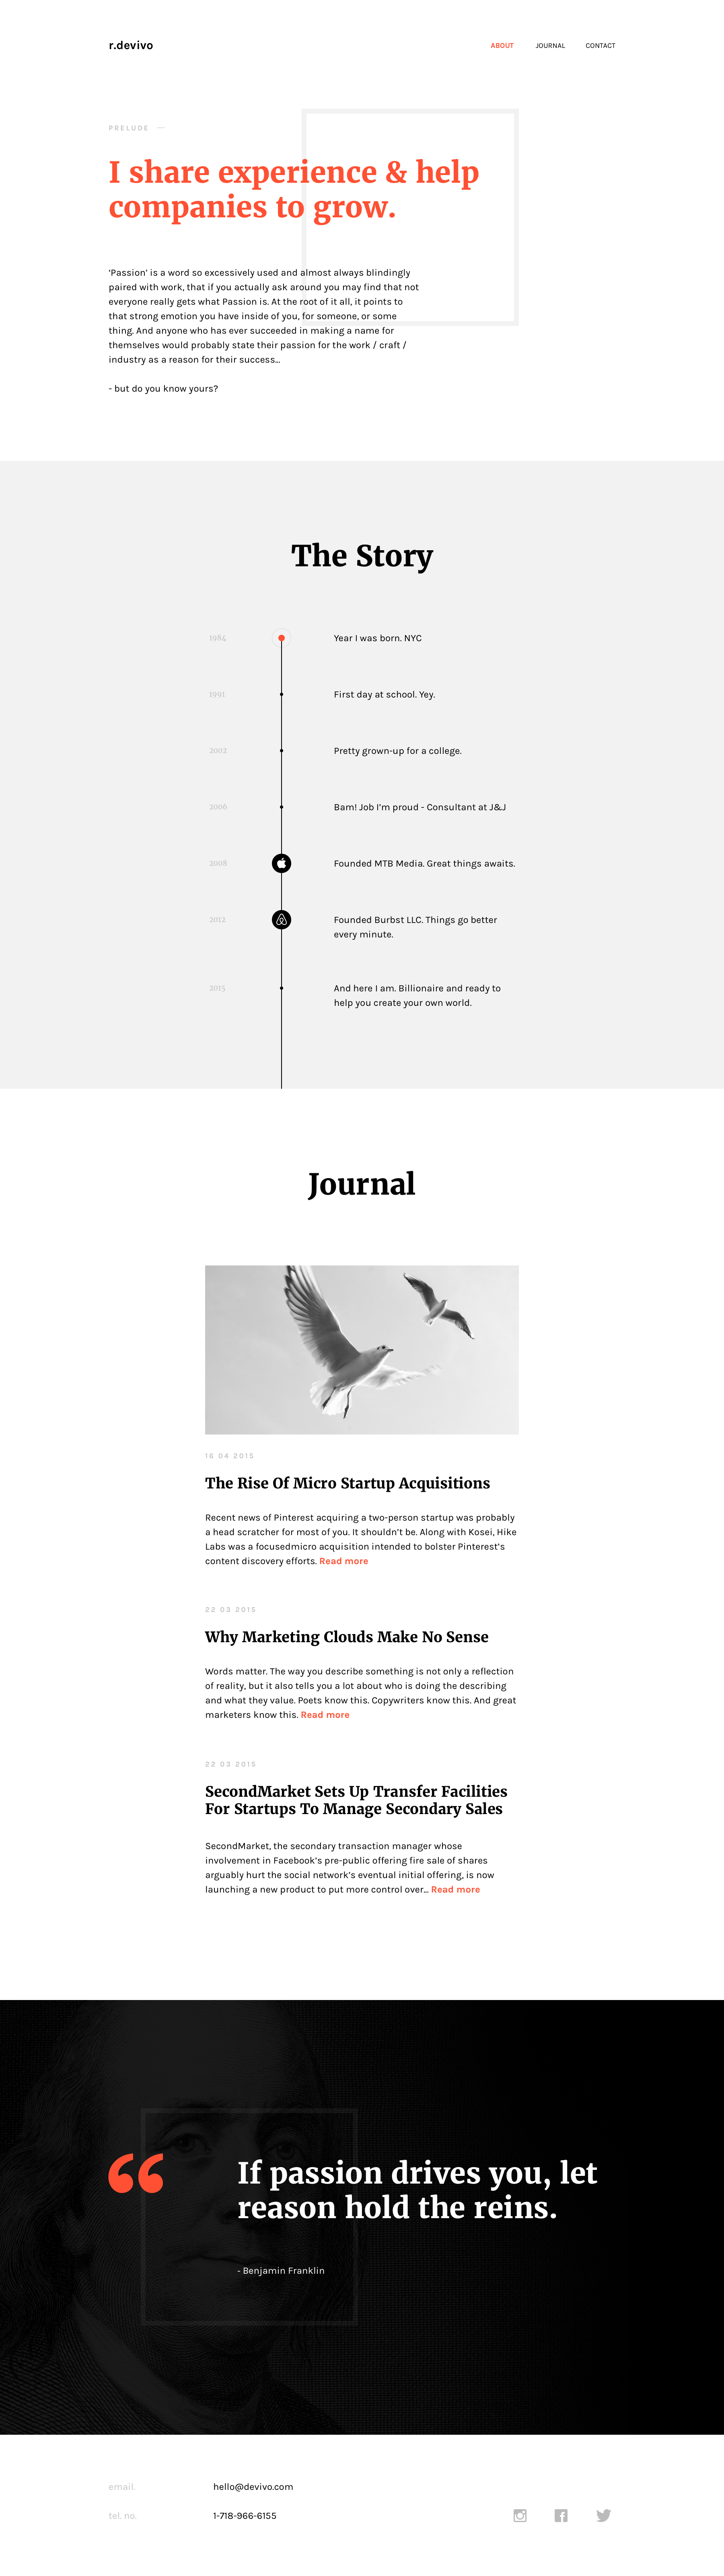 r.devivo
ABOUT JOURNAL CONTACT
PRELUDE —
I share experience & help
companies to grow.
‘Passion’ is a word so excessively used and almost always blindingly
paired with work, that if you actually ask around you may find that not
everyone really gets what Passion is. At the root of it all, it points to
that strong emotion you have inside of you, for someone, or some
thing. And anyone who has ever succeeded in making a name for
themselves would probably state their passion for the work / craft /
industry as a reason for their success...
- but do you know yours?
The Story
1984 Year I was born. NYC
1991 First day at school. Yey.
2002 Pretty grown-up for a college.
2006 Bam! Job I’m proud - Consultant at J&J
2008 Founded MTB Media. Great things awaits.
2012 Founded Burbst LLC. Things go better
every minute.
2015 And here I am. Billionaire and ready to
help you create your own world.
Journal
16 04 2015
The Rise Of Micro Startup Acquisitions
Recent news of Pinterest acquiring a two-person startup was probably
a head scratcher for most of you. It shouldn’t be. Along with Kosei, Hike
Labs was a focusedmicro acquisition intended to bolster Pinterest’s
content discovery efforts. Read more
22 03 2015
Why Marketing Clouds Make No Sense
Words matter. The way you describe something is not only a reflection
of reality, but it also tells you a lot about who is doing the describing
and what they value. Poets know this. Copywriters know this. And great
marketers know this. Read more
22 03 2015
SecondMarket Sets Up Transfer Facilities
For Startups To Manage Secondary Sales
SecondMarket, the secondary transaction manager whose
involvement in Facebook’s pre-public offering fire sale of shares
arguably hurt the social network’s eventual initial offering, is now
launching a new product to put more control over... Read more
“
If passion drives you, let
reason hold the reins.
- Benjamin Franklin
email. hello@devivo.com
tel. no. 1-718-966-6155